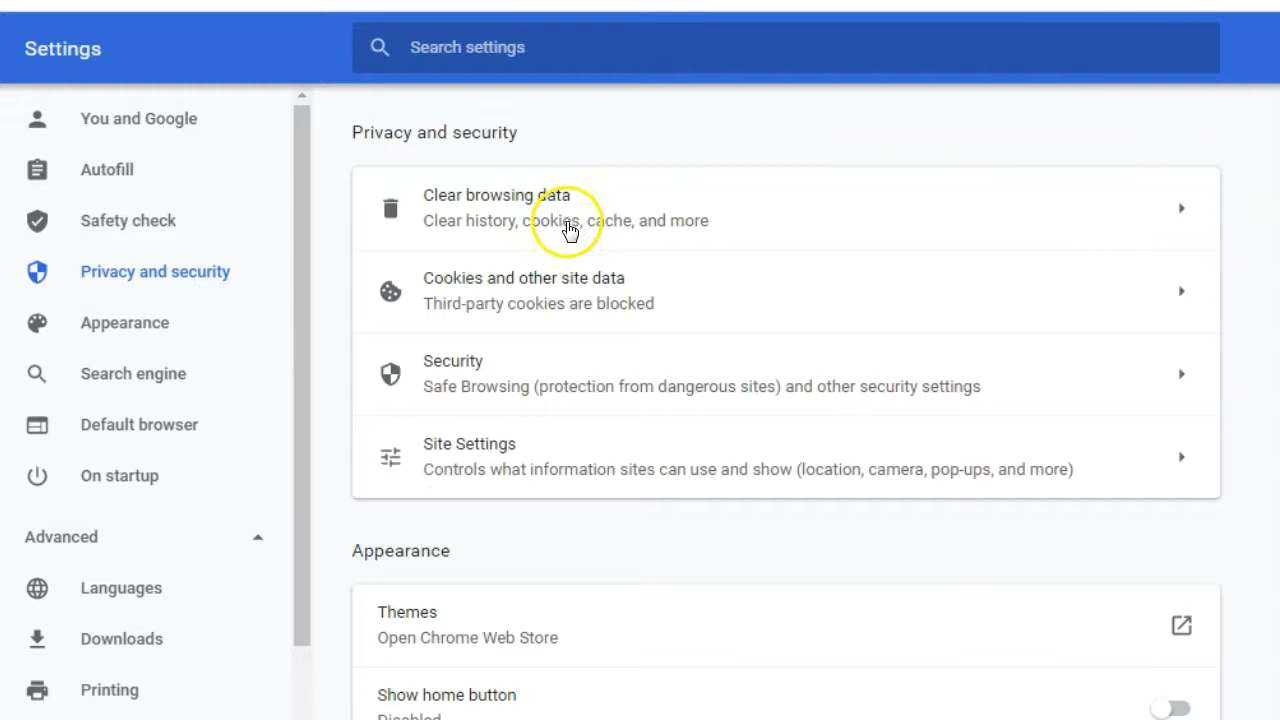 Settings
Search settings
You and Google
Autofill
Safety check
Privacy and security
Appearance
Search engine
Default browser
On startup
Advanced
Languages
Downloads
Printing
Privacy and security
Clear browsing data
Clear history, cookies, cache, and more
Cookies and other site data
Third-party cookies are blocked
Security
Safe Browsing (protection from dangerous sites) and other security settings
Site Settings
Controls what information sites can use and show (location, camera, pop-ups, and more)
Appearance
Themes
Open Chrome Web Store
Show home button
Disabled